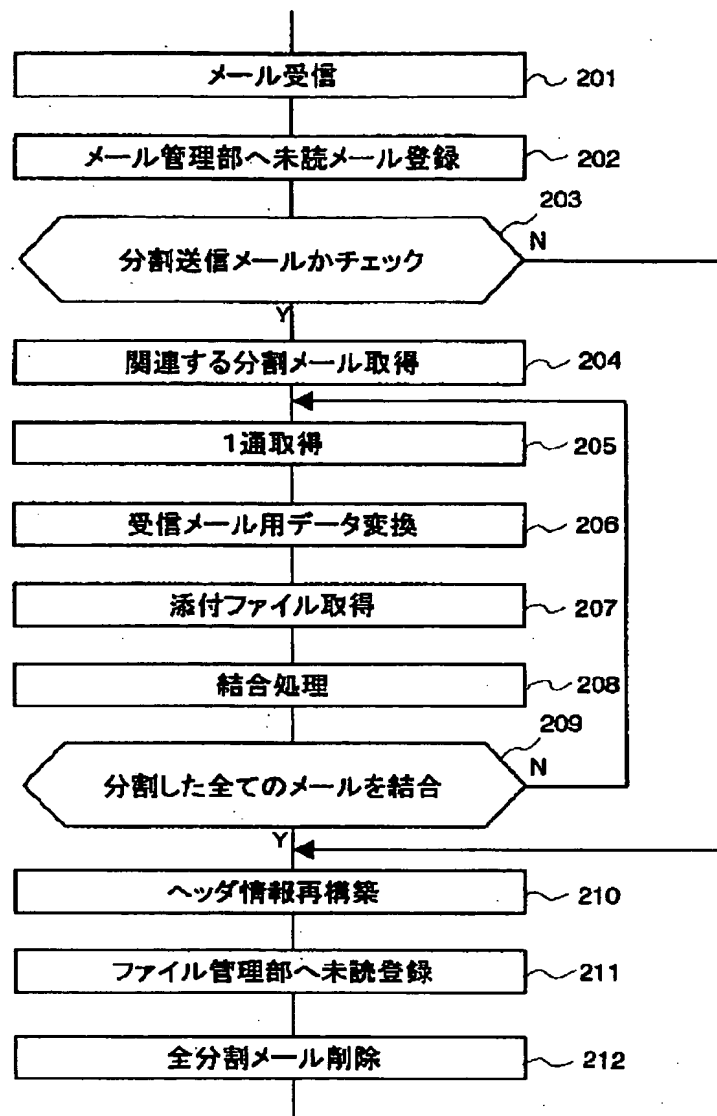 メール受信
201
メール管理部へ未読メール登録
202
203
分割送信メールかチェック
N
Y
関連する分割メール取得
204
1通取得
205
受信メール用データ変換
206
添付ファイル取得
207
結合処理
208
209
分割した全てのメールを結合
N
Y
ヘッダ情報再構築
210
ファイル管理部へ未読登録
211
全分割メール削除
212